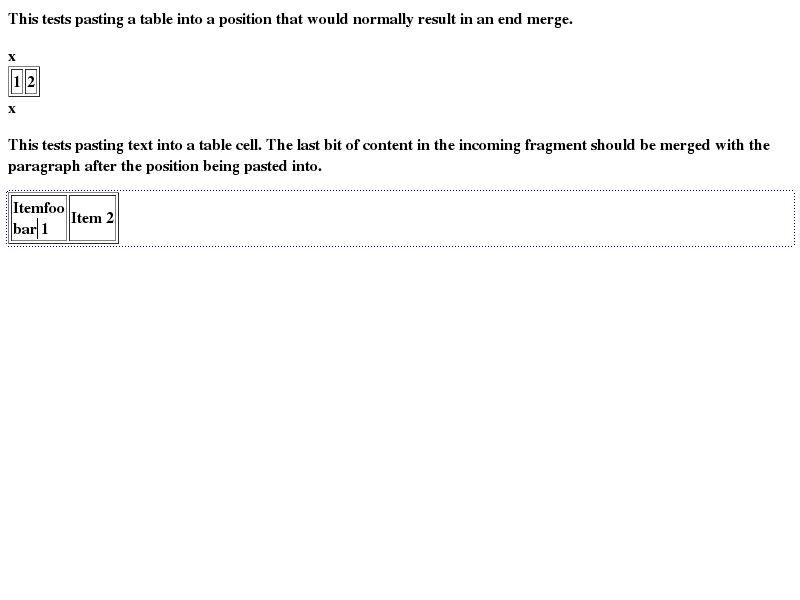 This tests pasting a table into a position that would normally result in an end merge.
x
1 2
x
This tests pasting text into a table cell. The last bit of content in the incoming fragment should be merged with the
paragraph after the position being pasted into.
Itemfoo
bar 1
Item 2